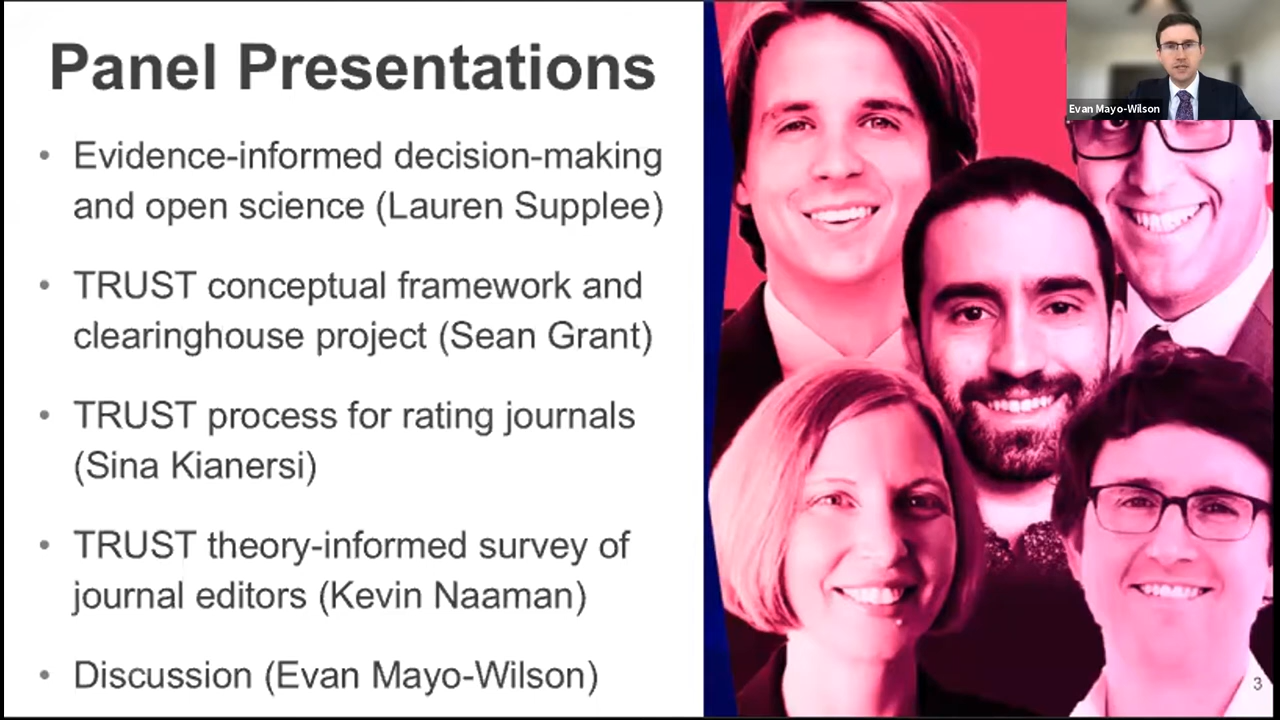 Panel Presentations
• Evidence-informed decision-making
and open science (Lauren Supplee)
• TRUST conceptual framework and
clearinghouse project (Sean Grant)
• TRUST process for rating journals
(Sina Kianersi)
• TRUST theory-informed survey of
journal editors (Kevin Naaman)
• Discussion (Evan Mayo-Wilson)
Evan Mayo-Wilson
3